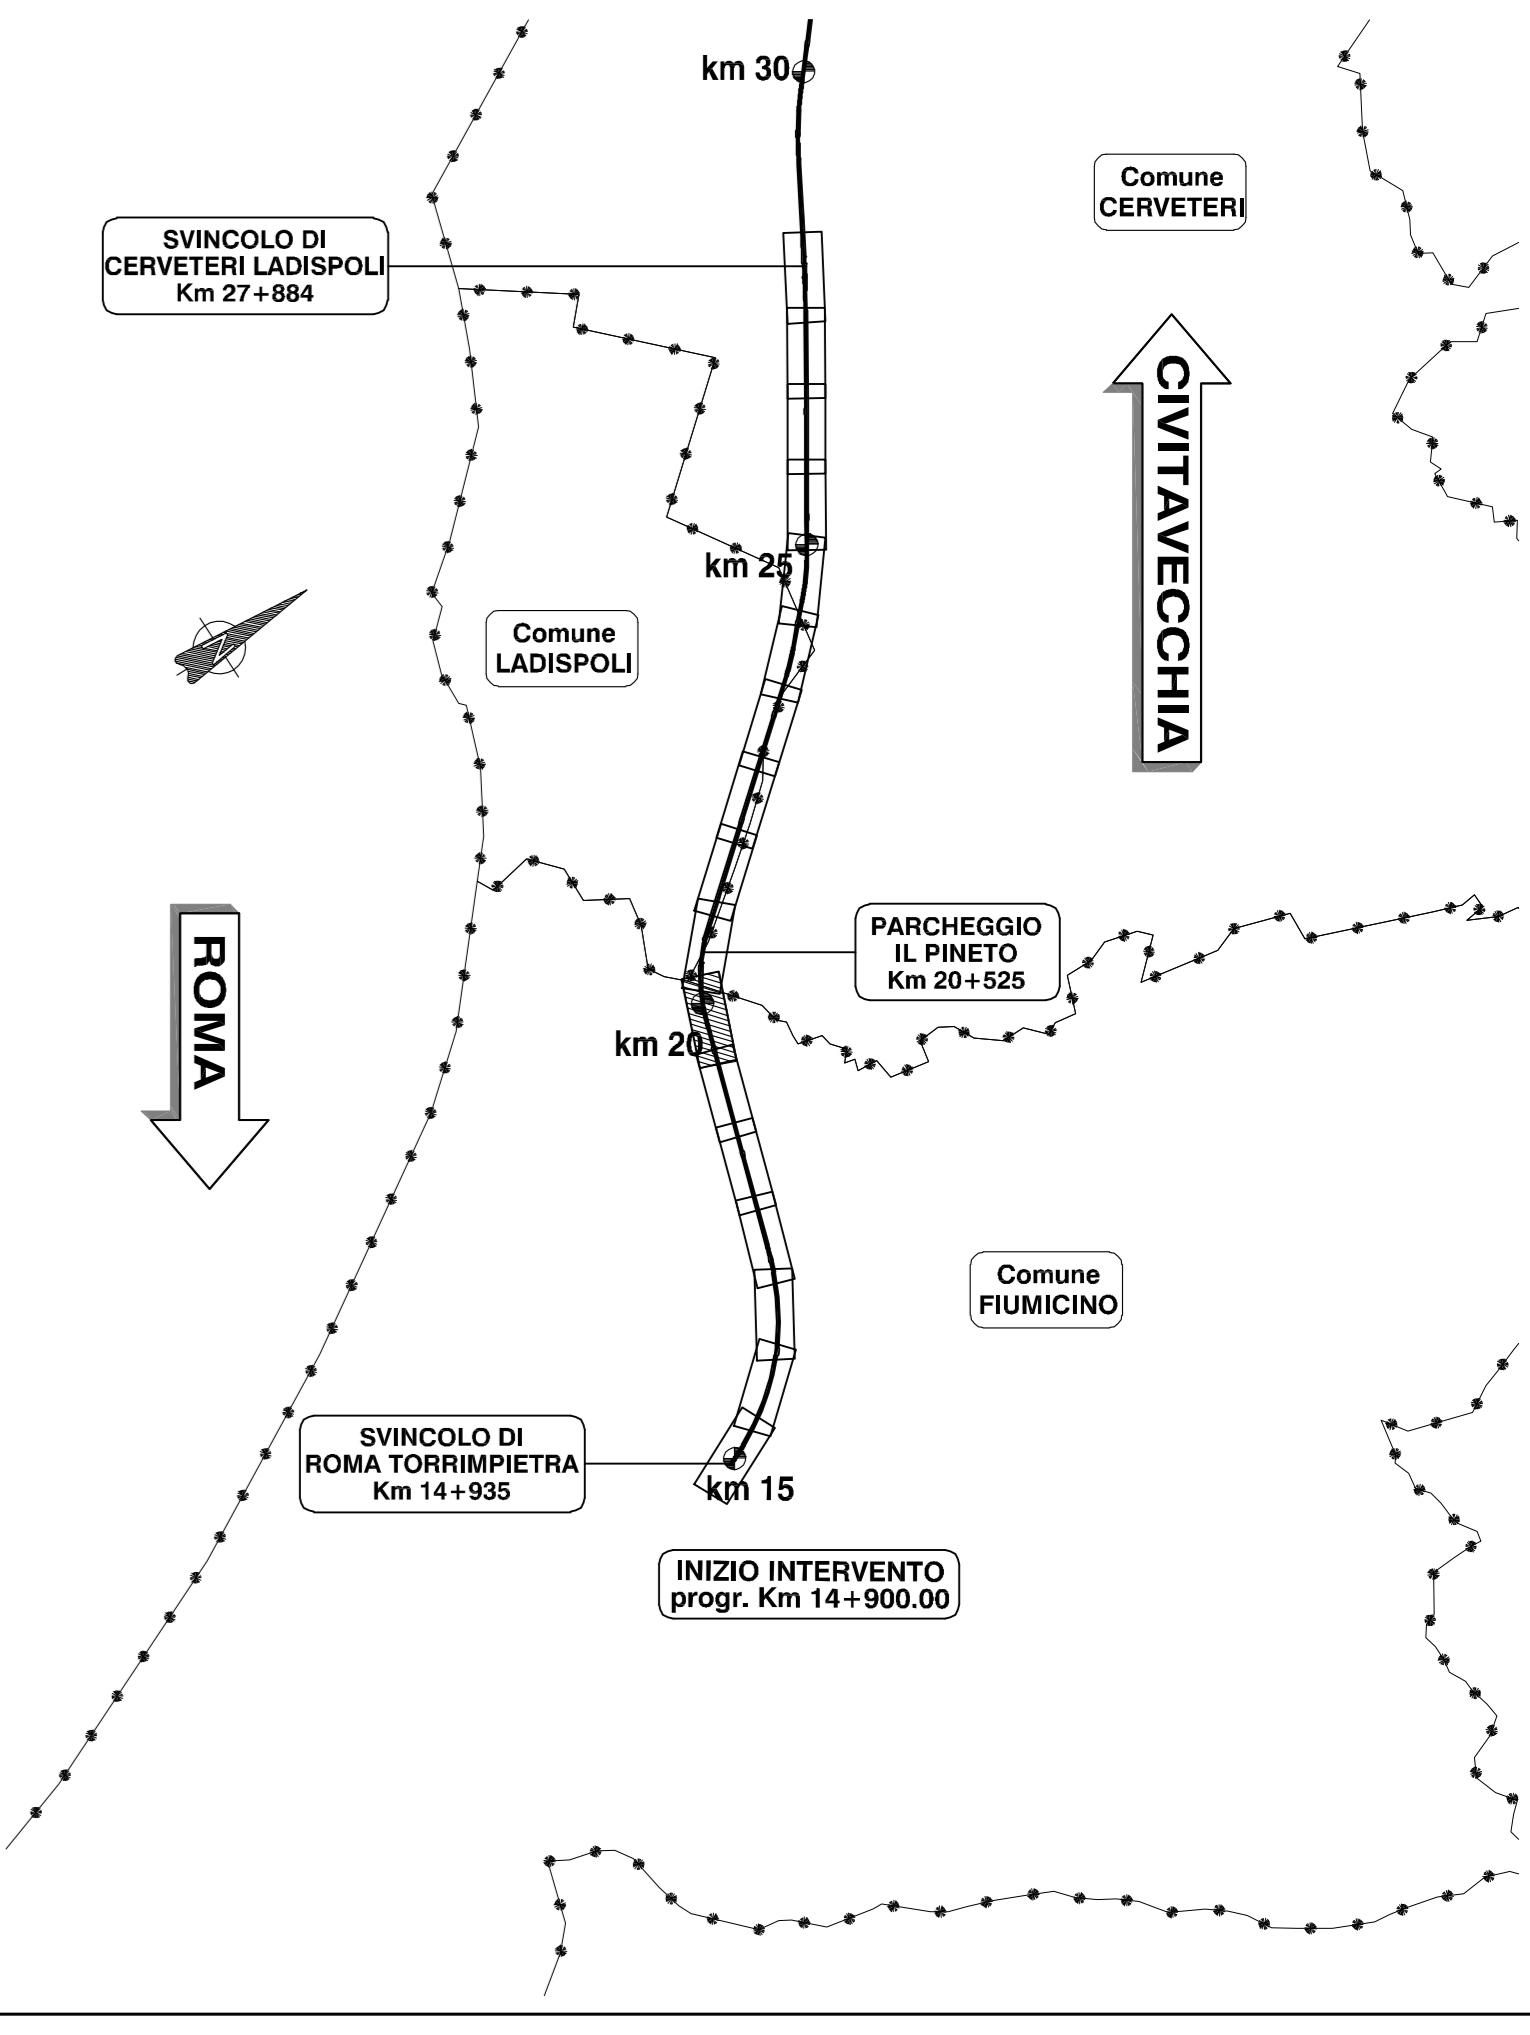 km 30
Comune
CERVETERI
SVINCOLO DI
CERVETERI LADISPOLI
Km 27+884
CIVITAVECCHIA
km 25
Comune
LADISPOLI
Z
ROMA
PARCHEGGIO
IL PINETO
Km 20+525
km 20
Comune
FIUMICINO
SVINCOLO DI
ROMA TORRIMPIETRA
Km 14+935
km 15
INIZIO INTERVENTO
progr. Km 14+900.00